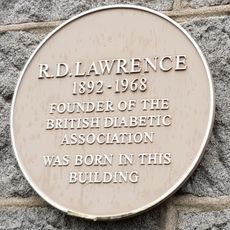 R.D. LAWRENCE
1892-1968
FOUNDER OF THE
BRITISH DIABETIC
ASSOCIATION
WAS BORN IN THIS
BUILDING